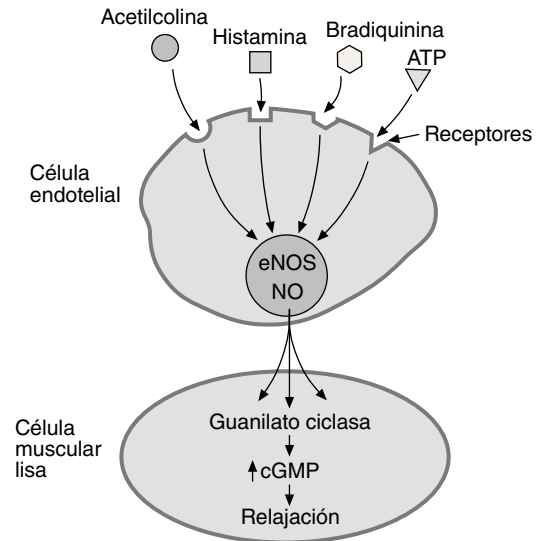 Acetilcolina
Histamina
Bradiquinina
ATP
Receptores
Célula
endotelial
eNOS
NO
Célula
muscular
lisa
Guanilato ciclasa
cGMP
Relajación